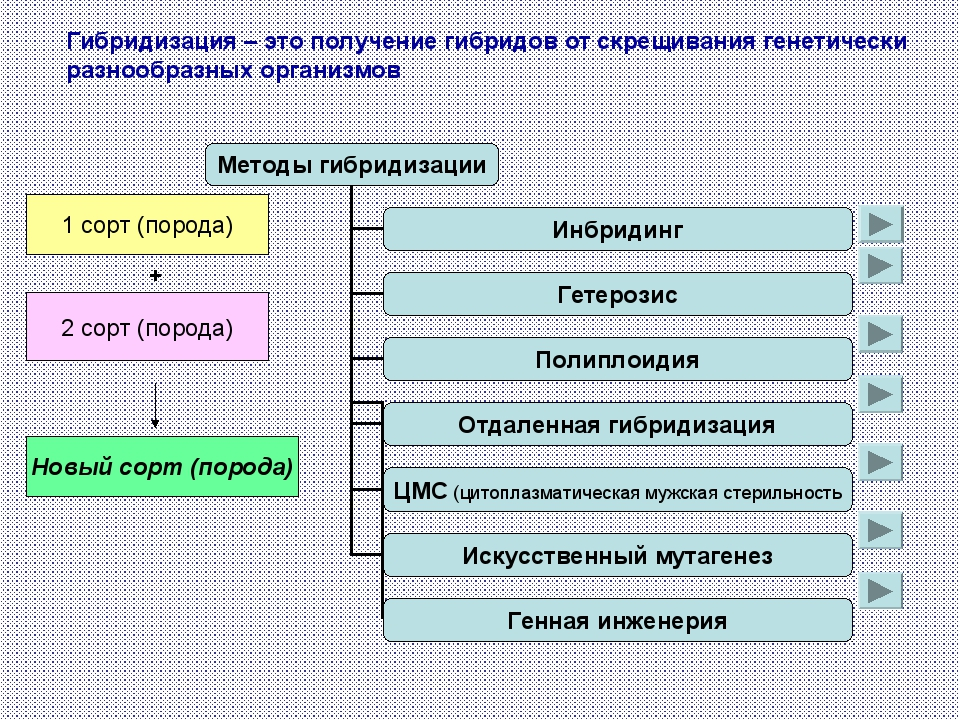 Гибридизация – это получение гибридов от скрещивания генетически
разнообразных организмов
Методы гибридизации
1 сорт (порода)
+
2 сорт (порода)
Новый сорт (порода)
Инбридинг
Гетерозис
Полиплоидия
Отдаленная гибридизация
ЦМС (цитоплазматическая мужская стерильность
Искусственный мутагенез
Генная инженерия